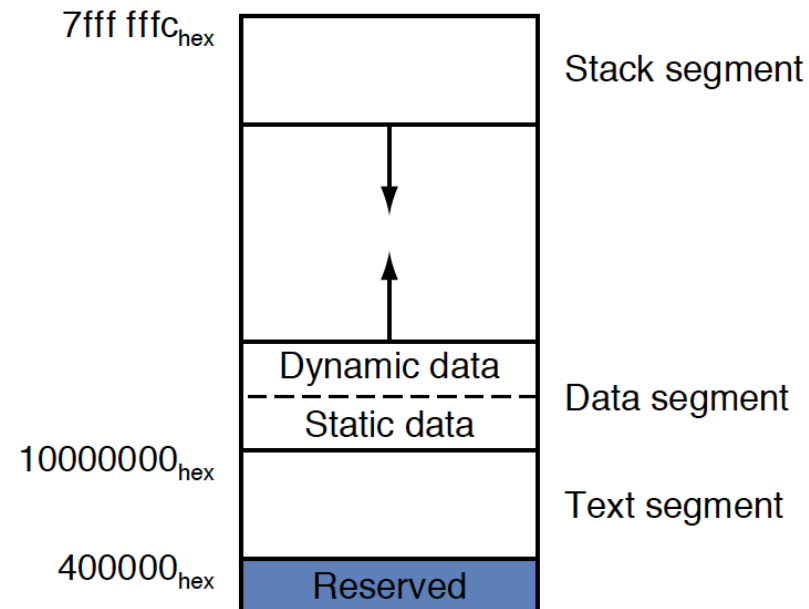 7fff fffchex
Stack segment
Dynamic data
Data segment
Static data
10000000hex
Text segment
400000hex
Reserved